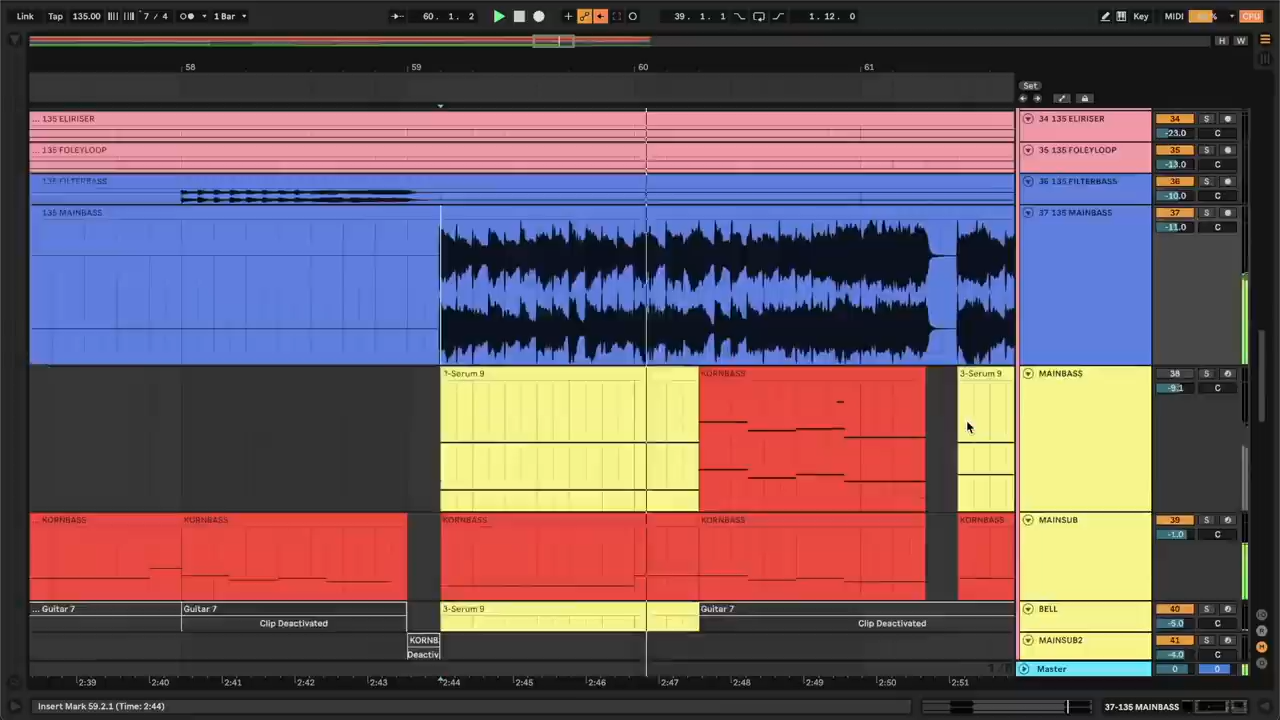 Link Tap 135.00 7 / 4 1 Bar 60. 1. 2 39. 1. 1 1. 12. 0 Key MIDI % CPU
H W
58 59 60 61
Set
... 135 ELIRISER 34 135 ELIRISER 34 S
-23.0 C
... 135 FOLEYLOOP 35 135 FOLEYLOOP 35 S
-13.0 C
135 FILTERBASS 36 135 FILTERBASS 36 S
-10.0 C
135 MAINBASS 37 135 MAINBASS 37 S
-11.0 C
3-Serum 9 KORNBASS 3-Serum 9 MAINBASS 38 S
-9.1 C
... KORNBASS KORNBASS KORNBASS KORNBASS KORNBASS MAINSUB 39 S
-1.0 C
... Guitar 7 Guitar 7 3-Serum 9 Guitar 7 BELL 40 S
Clip Deactivated Clip Deactivated -5.0 C
KORNB MAINSUB2 41 S
Deactiv -4.0 C
1/8 Master 0 0
2:39 2:40 2:41 2:42 2:43 2:44 2:45 2:46 2:47 2:48 2:49 2:50 2:51
Insert Mark 59.2.1 (Time: 2:44) 37-135 MAINBASS